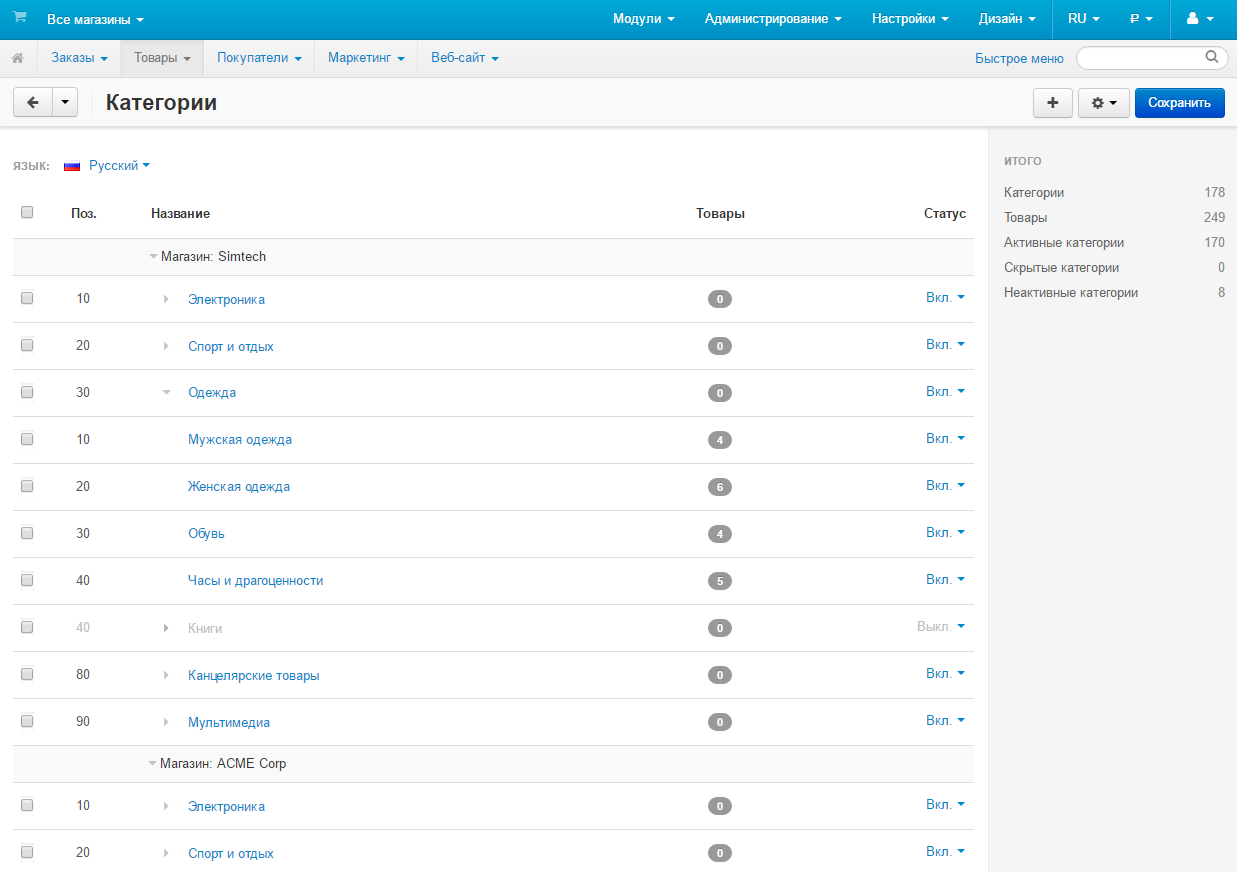 Все магазины Модули Администрирование Настройки Дизайн RU ₽
Заказы Товары Покупатели Маркетинг Веб-сайт Быстрое меню
Категории Сохранить
ЯЗЫК: Русский
ИТОГО
Категории 178
Товары 249
Активные категории 170
Скрытые категории 0
Неактивные категории 8
Поз. Название Товары Статус
Магазин: Simtech
10 Электроника 0 Вкл.
20 Спорт и отдых 0 Вкл.
30 Одежда 0 Вкл.
10 Мужская одежда 4 Вкл.
20 Женская одежда 6 Вкл.
30 Обувь 4 Вкл.
40 Часы и драгоценности 5 Вкл.
40 Книги 0 Выкл.
80 Канцелярские товары 0 Вкл.
90 Мультимедиа 0 Вкл.
Магазин: ACME Corp
10 Электроника 0 Вкл.
20 Спорт и отдых 0 Вкл.